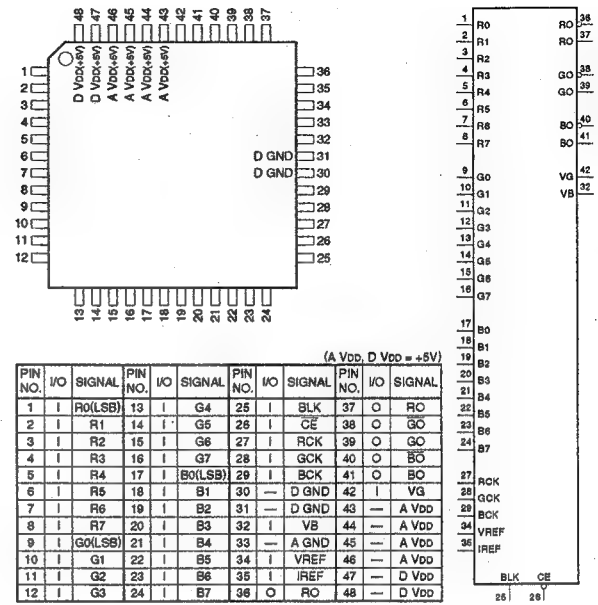 48 47 46 45 44 43 42 41 40 39 38 37
D VDD(+5V)
D VDD(+5V)
A VDD(+5V)
A VDD(+5V)
A VDD(+5V)
A VDD(+5V)
1 36
2 35
3 34
4 33
5 32
6 D GND 31
7 D GND 30
8 29
9 28
10 27
11 26
12 25
13 14 15 16 17 18 19 20 21 22 23 24
1 R0 RO 36
2 R1 RO 37
3 R2
4 R3 GO 38
5 R4 GO 39
6 R5
7 R6 BO 40
8 R7 BO 41
9 G0 VG 42
10 G1 VB 32
11 G2
12 G3
13 G4
14 G5
15 G6
16 G7
17 B0
18 B1
19 B2
20 B3
21 B4
22 B5
23 B6
24 B7
27 RCK
28 GCK
29 BCK
34 VREF
35 IREF
BLK CE
25 26
(A VDD, D VDD = +5V)
PIN NO. I/O SIGNAL PIN NO. I/O SIGNAL PIN NO. I/O SIGNAL PIN NO. I/O SIGNAL
1 I R0(LSB) 13 I G4 25 I BLK 37 O RO
2 I R1 14 I G5 26 I C̅E̅ 38 O G̅O̅
3 I R2 15 I G6 27 I RCK 39 O GO
4 I R3 16 I G7 28 I GCK 40 O B̅O̅
5 I R4 17 I B0(LSB) 29 I BCK 41 O BO
6 I R5 18 I B1 30 — D GND 42 I VG
7 I R6 19 I B2 31 — D GND 43 — A VDD
8 I R7 20 I B3 32 I VB 44 — A VDD
9 I G0(LSB) 21 I B4 33 — A GND 45 — A VDD
10 I G1 22 I B5 34 I VREF 46 — A VDD
11 I G2 23 I B6 35 I IREF 47 — D VDD
12 I G3 24 I B7 36 O RO 48 — D VDD